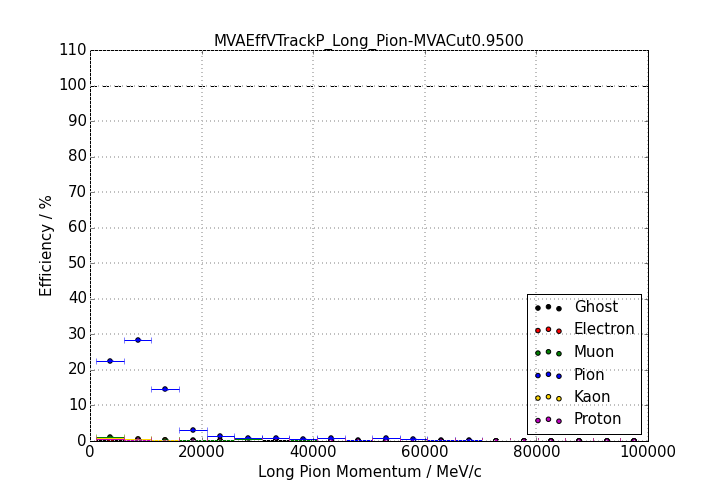 MVAEffVTrackP_Long_Pion-MVACut0.9500
110
100
90
80
70
60
50
40
30
20
10
0
Efficiency / %
Ghost
Electron
Muon
Pion
Kaon
Proton
0 20000 40000 60000 80000 100000
Long Pion Momentum / MeV/c